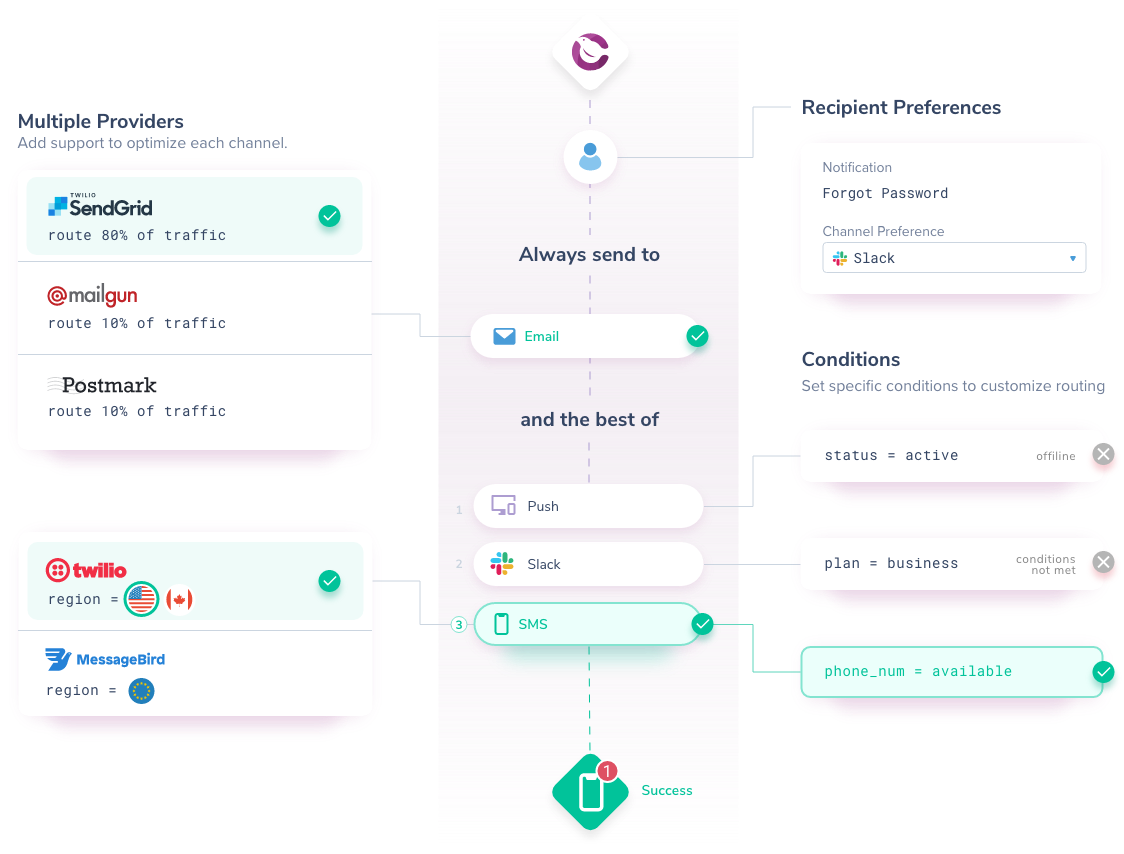 Multiple Providers
Add support to optimize each channel.
TWILIO
SendGrid
route 80% of traffic
mailgun
route 10% of traffic
Postmark
route 10% of traffic
twilio
region =
MessageBird
region =
Always send to
Email
and the best of
1
Push
2
Slack
3
SMS
1
Success
Recipient Preferences
Notification
Forgot Password
Channel Preference
Slack
Conditions
Set specific conditions to customize routing
status = active
offiline
plan = business
conditions
not met
phone_num = available